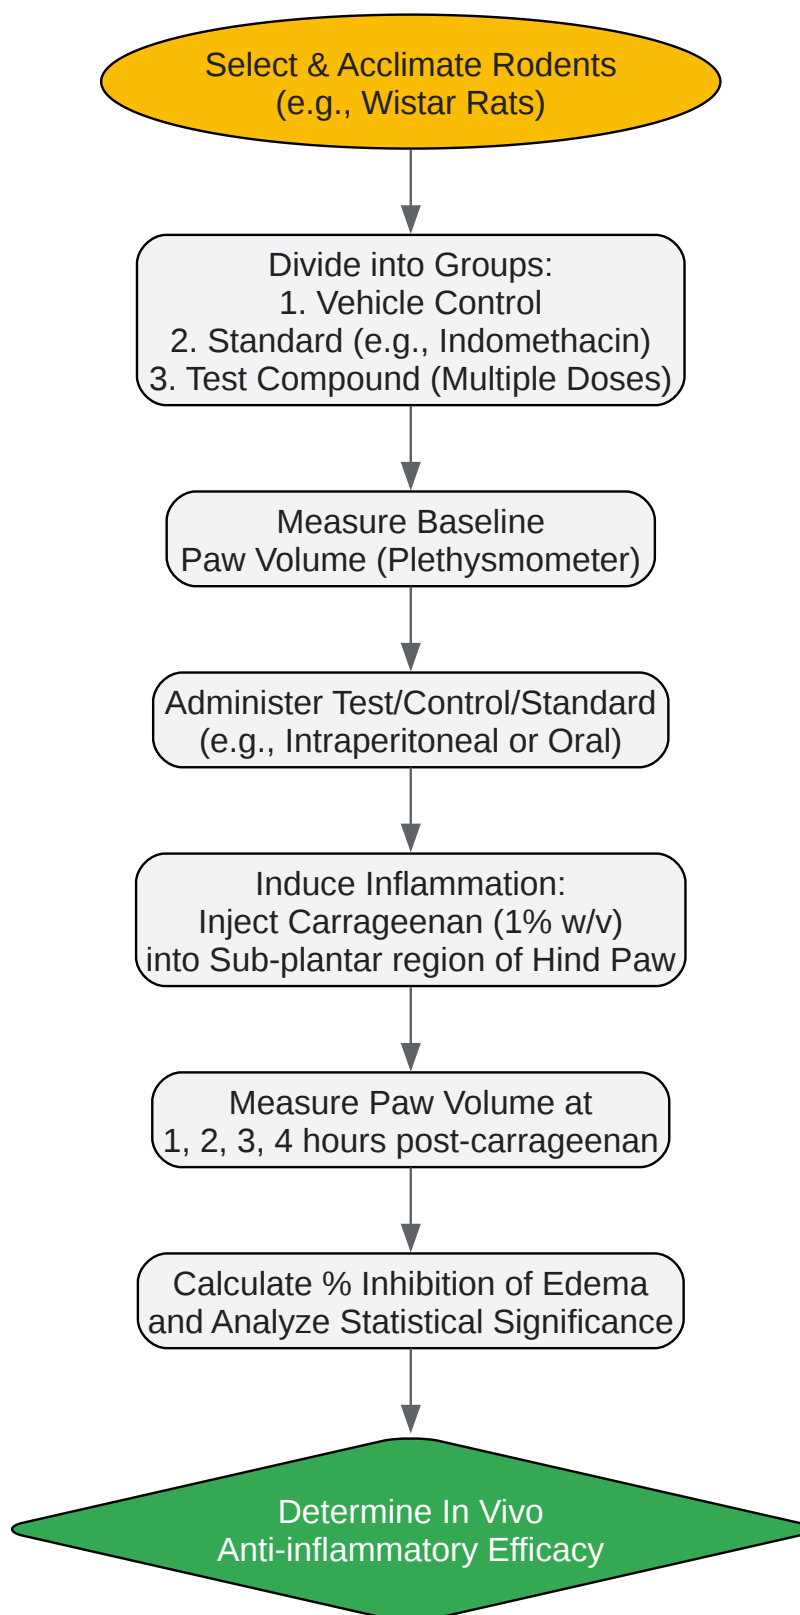 Select & Acclimate Rodents
(e.g., Wistar Rats)
Divide into Groups:
1. Vehicle Control
2. Standard (e.g., Indomethacin)
3. Test Compound (Multiple Doses)
Measure Baseline
Paw Volume (Plethysmometer)
Administer Test/Control/Standard
(e.g., Intraperitoneal or Oral)
Induce Inflammation:
Inject Carrageenan (1% w/v)
into Sub-plantar region of Hind Paw
Measure Paw Volume at
1, 2, 3, 4 hours post-carrageenan
Calculate % Inhibition of Edema
and Analyze Statistical Significance
Determine In Vivo
Anti-inflammatory Efficacy